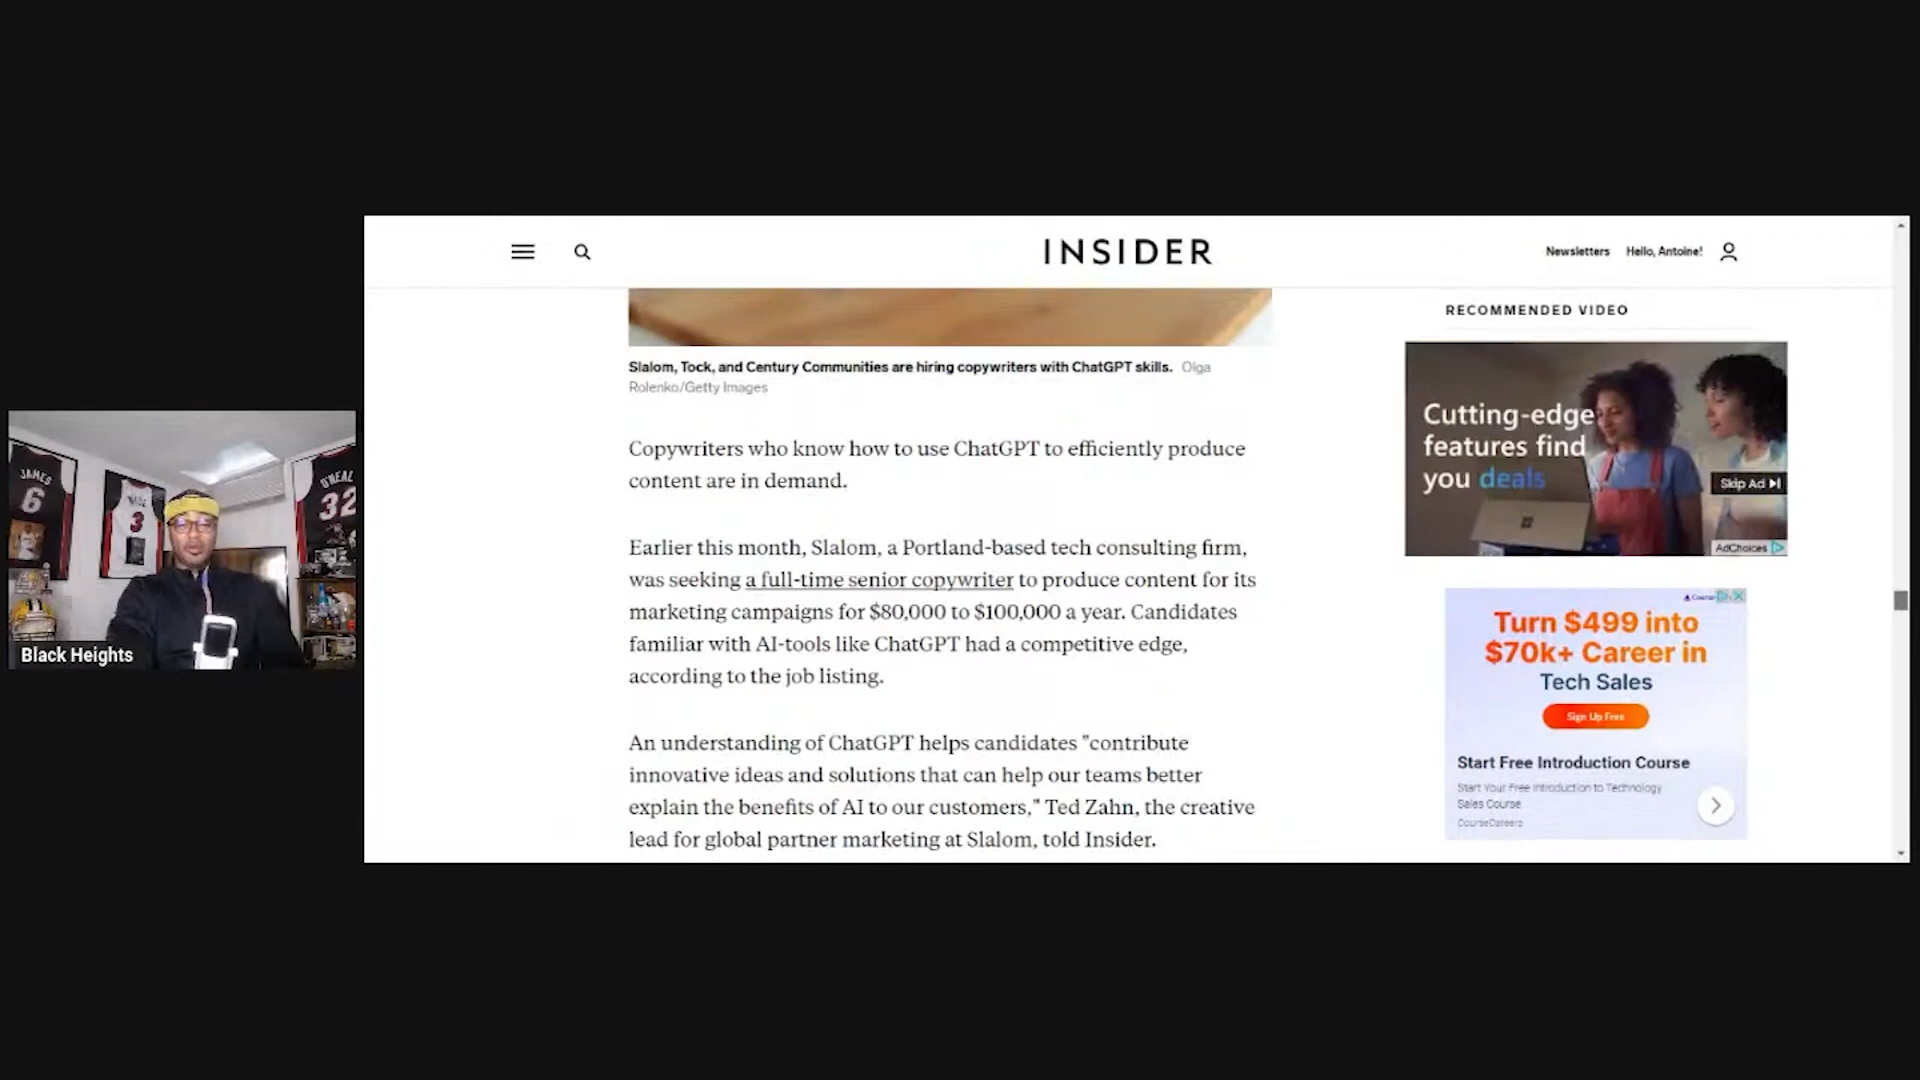 INSIDER
Newsletters
Hello, Antoine!
Slalom, Tock, and Century Communities are hiring copywriters with ChatGPT skills. Olga
Rolenko/Getty Images
Copywriters who know how to use ChatGPT to efficiently produce
content are in demand.
Earlier this month, Slalom, a Portland-based tech consulting firm,
was seeking a full-time senior copywriter to produce content for its
marketing campaigns for $80,000 to $100,000 a year. Candidates
familiar with AI-tools like ChatGPT had a competitive edge,
according to the job listing.
An understanding of ChatGPT helps candidates "contribute
innovative ideas and solutions that can help our teams better
explain the benefits of AI to our customers," Ted Zahn, the creative
lead for global partner marketing at Slalom, told Insider.
RECOMMENDED VIDEO
Cutting-edge
features find
you deals
Skip Ad
AdChoices
Turn $499 into
$70k+ Career in
Tech Sales
Sign Up Free
Start Free Introduction Course
Start Your Free Introduction to Technology
Sales Course
CourseCareers
JAMES
6
3
O'NEAL
32
Black Heights